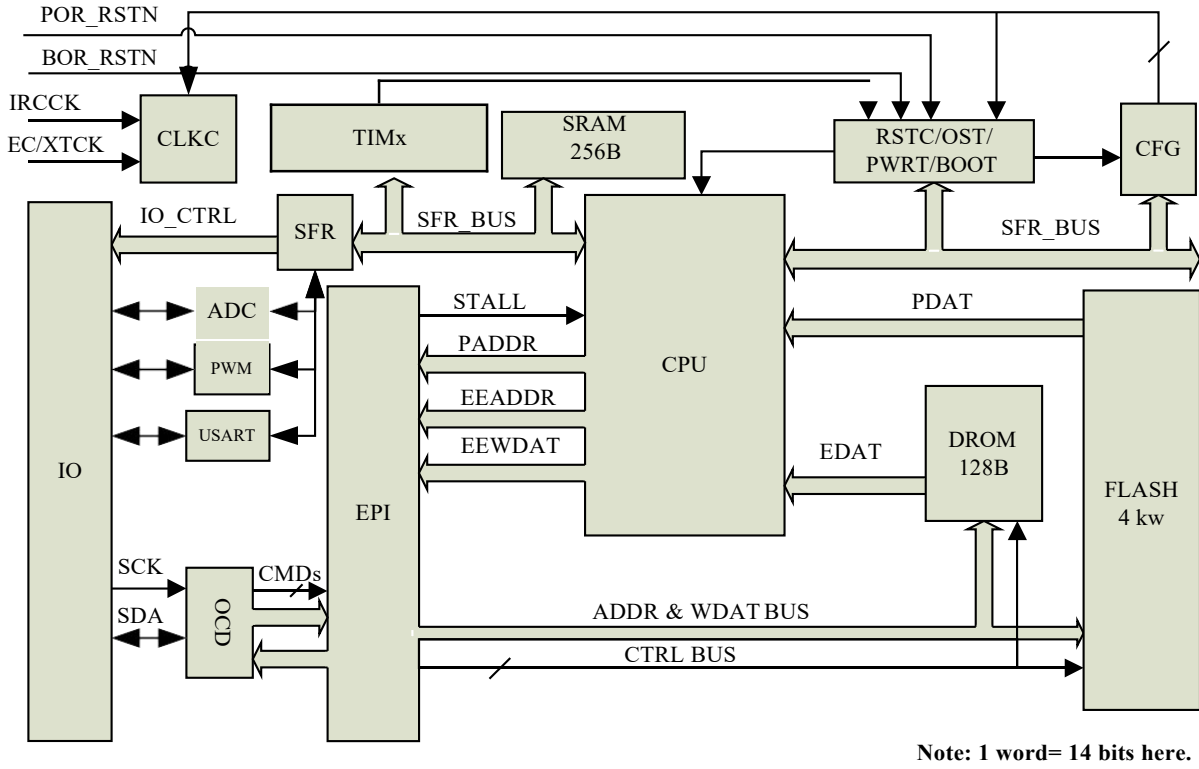 POR_RSTN
BOR_RSTN
IRCCK
EC/XTCK
CLKC
TIMx
SRAM
256B
RSTC/OST/
PWRT/BOOT
CFG
IO_CTRL
SFR
SFR_BUS
SFR_BUS
ADC
PWM
USART
IO
STALL
PADDR
EEADDR
EEWDAT
EPI
CPU
PDAT
EDAT
DROM
128B
FLASH
4 kw
SCK
SDA
OCD
CMDs
ADDR & WDAT BUS
CTRL BUS
Note: 1 word= 14 bits here.